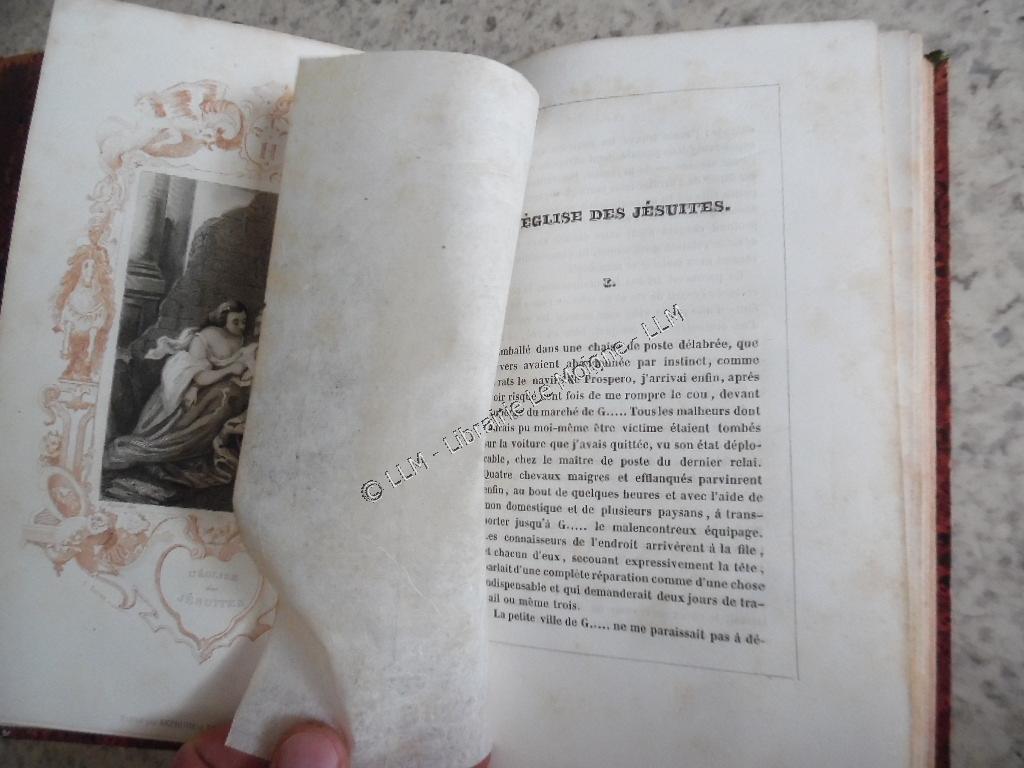 L'ÉGLISE
des
JÉSUITES
ÉGLISE DES JÉSUITES.
I.
emballé dans une chaise de poste délabrée, que
vers avaient abandonnée par instinct, comme
rats le navire de Prospero, j'arrivai enfin, après
oir risqué cent fois de me rompre le cou, devant
du marché de G..... Tous les malheurs dont
mais pu moi-même être victime étaient tombés
sur la voiture que j'avais quittée, vu son état déplo-
rable, chez le maître de poste du dernier relai.
Quatre chevaux maigres et efflanqués parvinrent
enfin, au bout de quelques heures et avec l'aide de
mon domestique et de plusieurs paysans, á trans-
porter jusqu'à G..... le malencontreux équipage.
Les connaisseurs de l'endroit arrivèrent à la file,
et chacun d'eux, secouant expressivement la tête,
parlait d'une complète réparation comme d'une chose
indispensable et qui demanderait deux jours de tra-
ail ou même trois.
La petite ville de G..... ne me paraissait pas á dé-
© LLM - Librairie Le Moigne - LLM